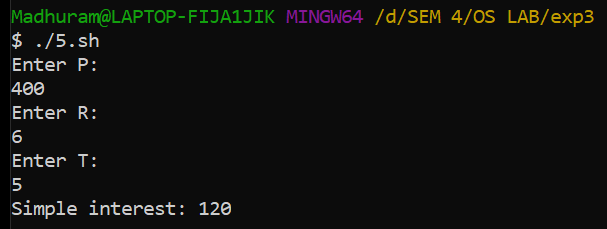 Madhuram@LAPTOP-FIJA1JIK MINGW64 /d/SEM 4/OS LAB/exp3
$ ./5.sh
Enter P:
400
Enter R:
6
Enter T:
5
Simple interest: 120